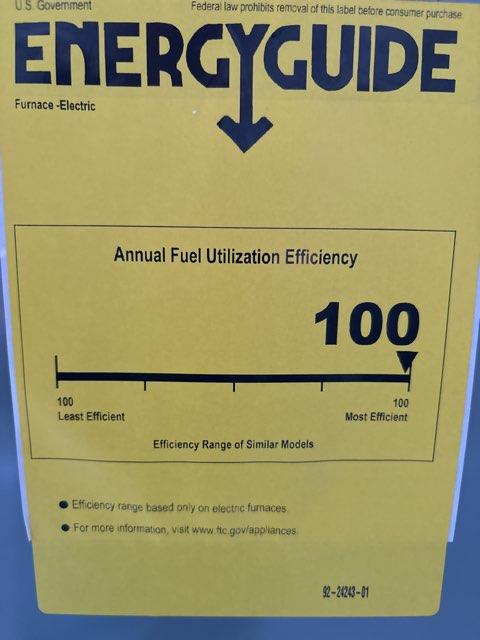 U.S. Government Federal law prohibits removal of this label before consumer purchase.
ENERGYGUIDE
Furnace -Electric
Annual Fuel Utilization Efficiency
100
100 100
Least Efficient Most Efficient
Efficiency Range of Similar Models
● Efficiency range based only on electric furnaces.
● For more information, visit www.ftc.gov/appliances.
92-24243-01